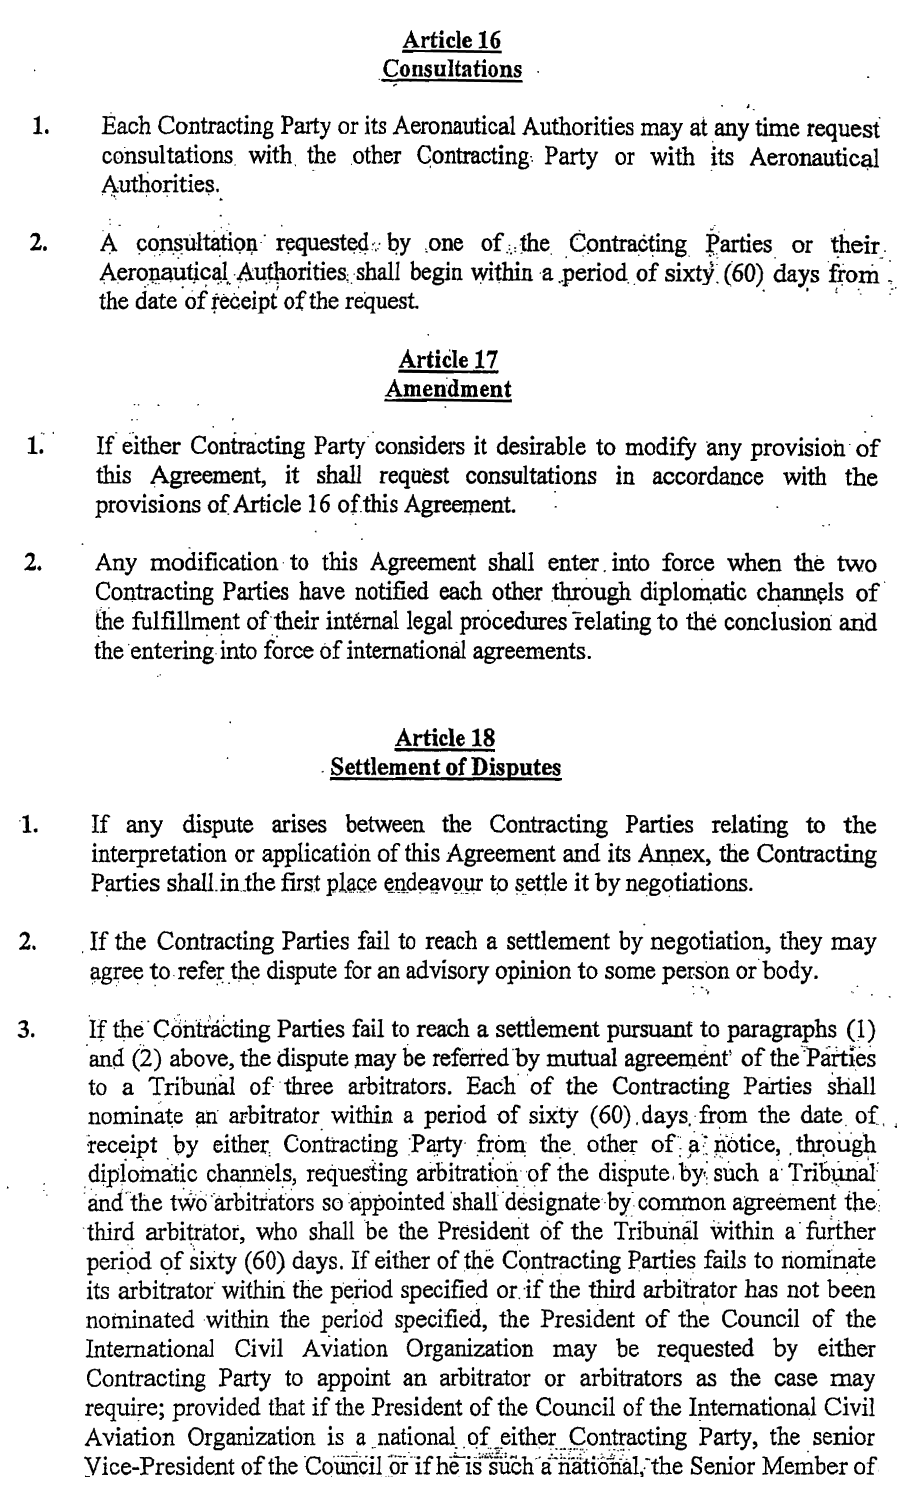 Article 16
Consultations
1. Each Contracting Party or its Aeronautical Authorities may at any time request
consultations with the other Contracting Party or with its Aeronautical
Authorities.
2. A consultation requested by one of the Contracting Parties or their
Aeronautical Authorities shall begin within a period of sixty (60) days from
the date of receipt of the request.
Article 17
Amendment
1. If either Contracting Party considers it desirable to modify any provision of
this Agreement, it shall request consultations in accordance with the
provisions of Article 16 of this Agreement.
2. Any modification to this Agreement shall enter into force when the two
Contracting Parties have notified each other through diplomatic channels of
the fulfillment of their internal legal procedures relating to the conclusion and
the entering into force of international agreements.
Article 18
Settlement of Disputes
1. If any dispute arises between the Contracting Parties relating to the
interpretation or application of this Agreement and its Annex, the Contracting
Parties shall in the first place endeavour to settle it by negotiations.
2. If the Contracting Parties fail to reach a settlement by negotiation, they may
agree to refer the dispute for an advisory opinion to some person or body.
3. If the Contracting Parties fail to reach a settlement pursuant to paragraphs (1)
and (2) above, the dispute may be referred by mutual agreement of the Parties
to a Tribunal of three arbitrators. Each of the Contracting Parties shall
nominate an arbitrator within a period of sixty (60) days from the date of
receipt by either Contracting Party from the other of a notice, through
diplomatic channels, requesting arbitration of the dispute by such a Tribunal
and the two arbitrators so appointed shall designate by common agreement the
third arbitrator, who shall be the President of the Tribunal within a further
period of sixty (60) days. If either of the Contracting Parties fails to nominate
its arbitrator within the period specified or if the third arbitrator has not been
nominated within the period specified, the President of the Council of the
International Civil Aviation Organization may be requested by either
Contracting Party to appoint an arbitrator or arbitrators as the case may
require; provided that if the President of the Council of the International Civil
Aviation Organization is a national of either Contracting Party, the senior
Vice-President of the Council or if he is such a national, the Senior Member of